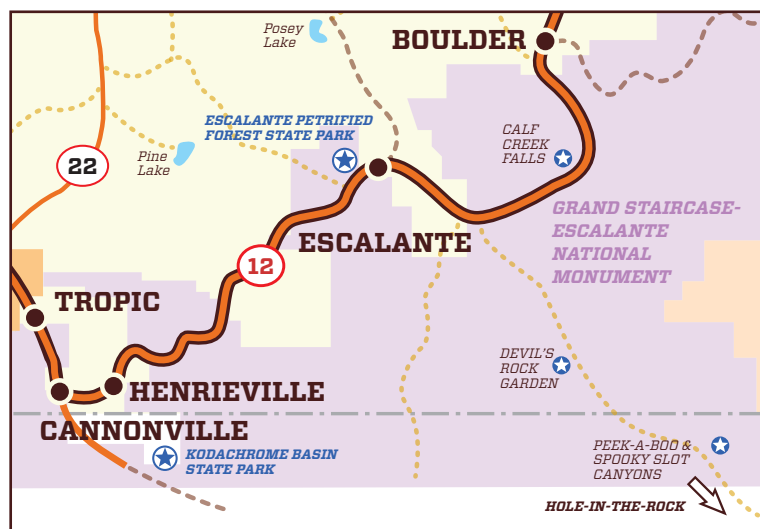 Posey
Lake
BOULDER
ESCALANTE PETRIFIED
FOREST STATE PARK
CALF
CREEK
FALLS
Pine
Lake
22
GRAND STAIRCASE-
ESCALANTE
NATIONAL
MONUMENT
ESCALANTE
12
TROPIC
DEVIL'S
ROCK
GARDEN
HENRIEVILLE
CANNONVILLE
KODACHROME BASIN
STATE PARK
PEEK-A-BOO &
SPOOKY SLOT
CANYONS
HOLE-IN-THE-ROCK